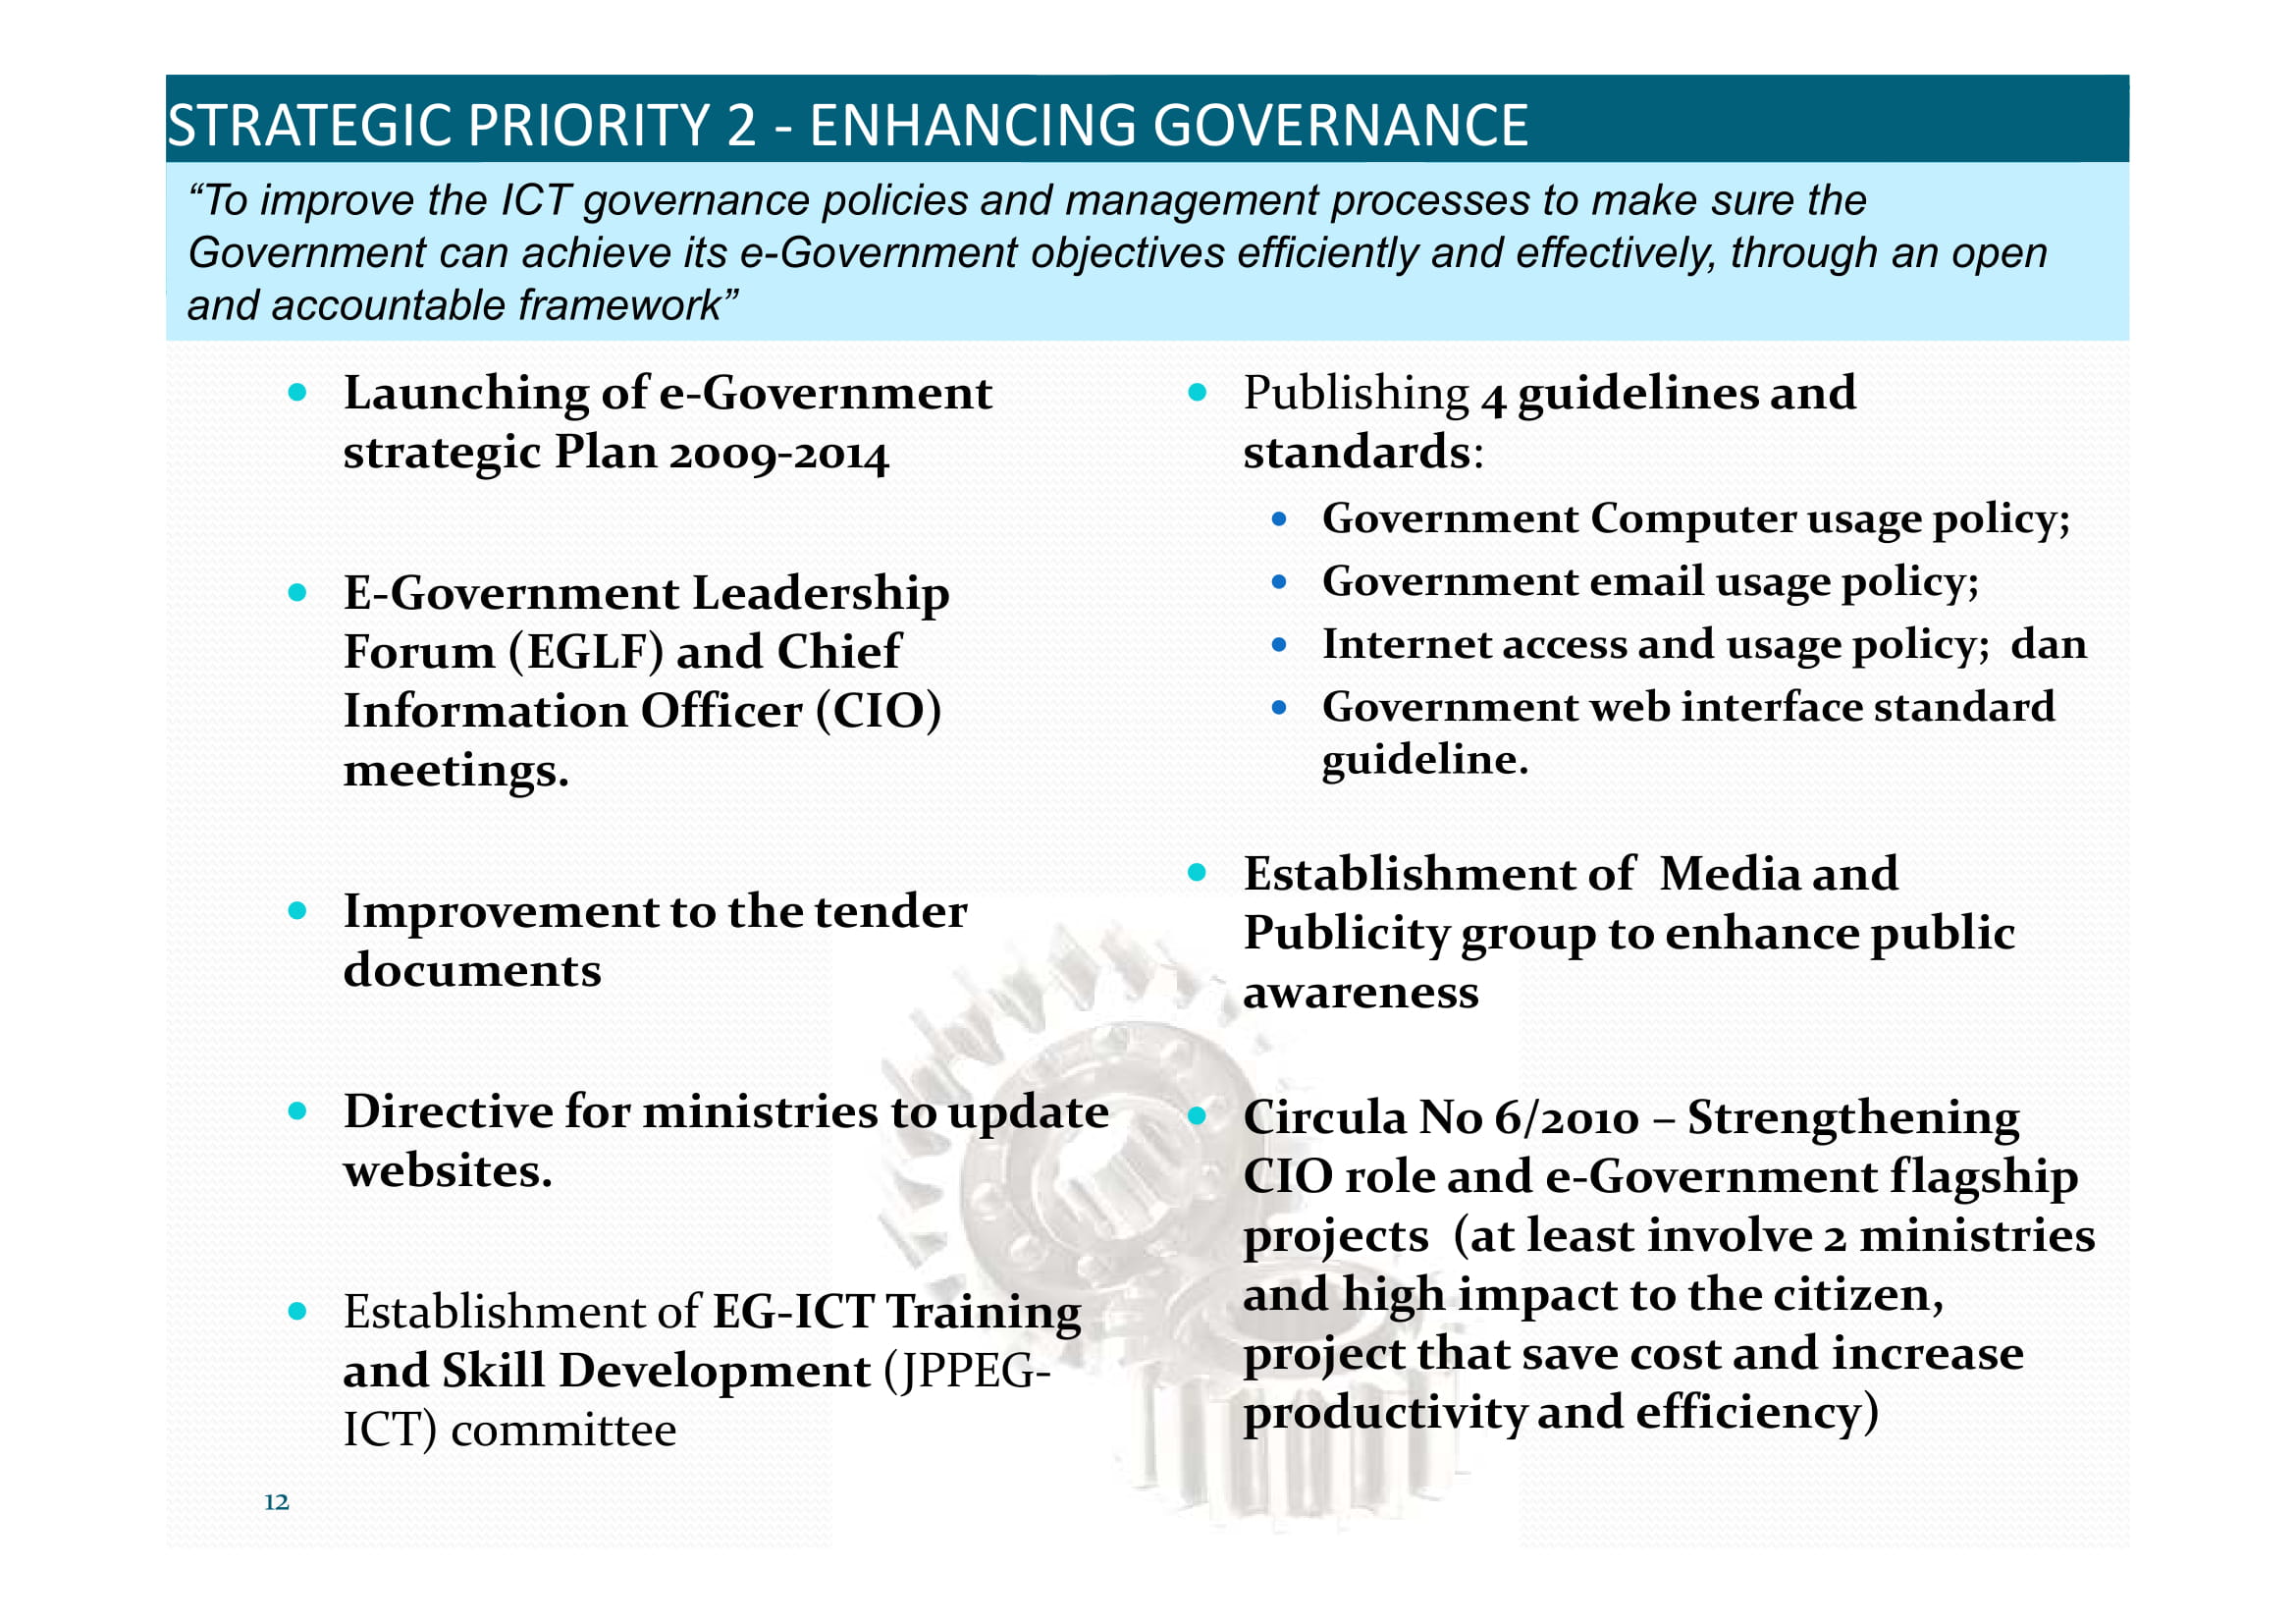 STRATEGIC PRIORITY 2 - ENHANCING GOVERNANCE
“To improve the ICT governance policies and management processes to make sure the
Government can achieve its e-Government objectives efficiently and effectively, through an open
and accountable framework”
• Launching of e-Government
strategic Plan 2009-2014
• E-Government Leadership
Forum (EGLF) and Chief
Information Officer (CIO)
meetings.
• Improvement to the tender
documents
• Directive for ministries to update
websites.
• Establishment of EG-ICT Training
and Skill Development (JPPEG-
ICT) committee
• Publishing 4 guidelines and
standards:
• Government Computer usage policy;
• Government email usage policy;
• Internet access and usage policy; dan
• Government web interface standard
guideline.
• Establishment of Media and
Publicity group to enhance public
awareness
• Circula No 6/2010 – Strengthening
CIO role and e-Government flagship
projects (at least involve 2 ministries
and high impact to the citizen,
project that save cost and increase
productivity and efficiency)
12